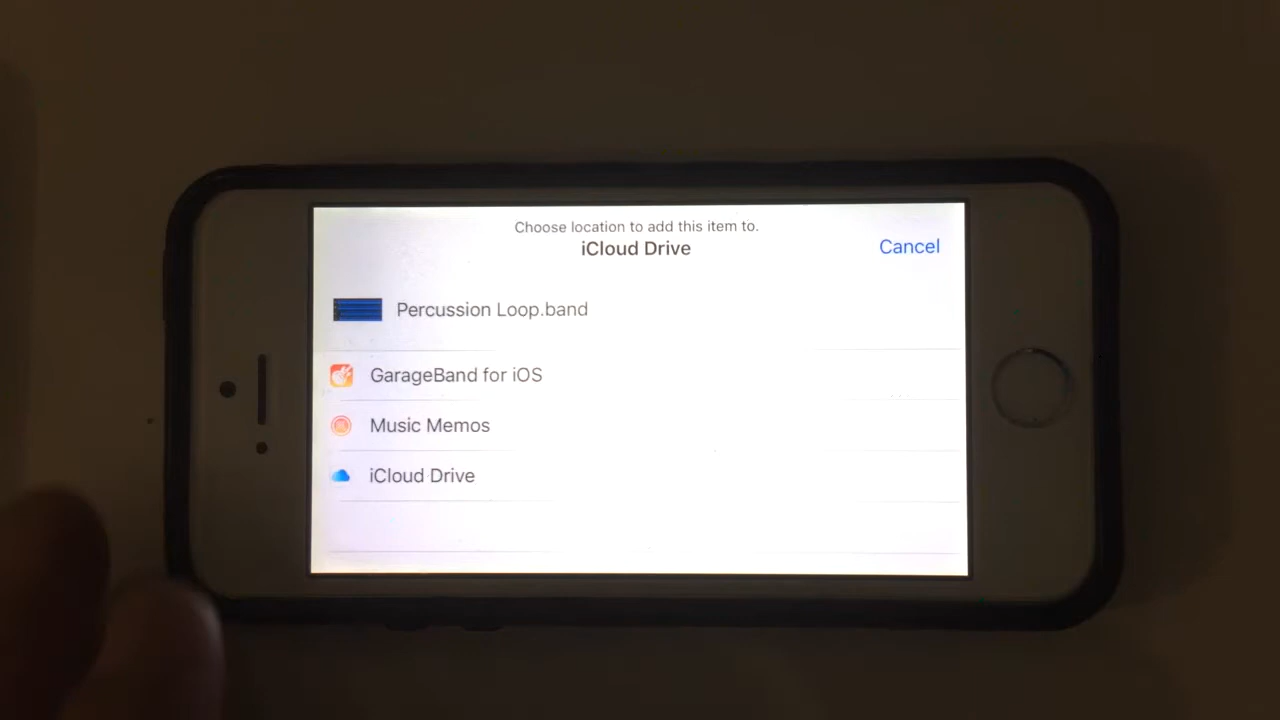 Choose location to add this item to.
iCloud Drive
Cancel
Percussion Loop.band
GarageBand for iOS
Music Memos
iCloud Drive